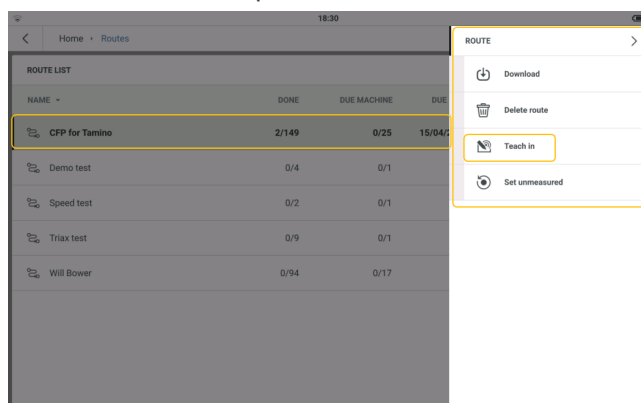 18:30
Home • Routes
ROUTE LIST
NAME DONE DUE MACHINE DUE
CFP for Tamino 2/149 0/25 15/04/2
Demo test 0/4 0/1
Speed test 0/2 0/1
Triax test 0/9 0/1
Will Bower 0/94 0/17
ROUTE
Download
Delete route
Teach in
Set unmeasured